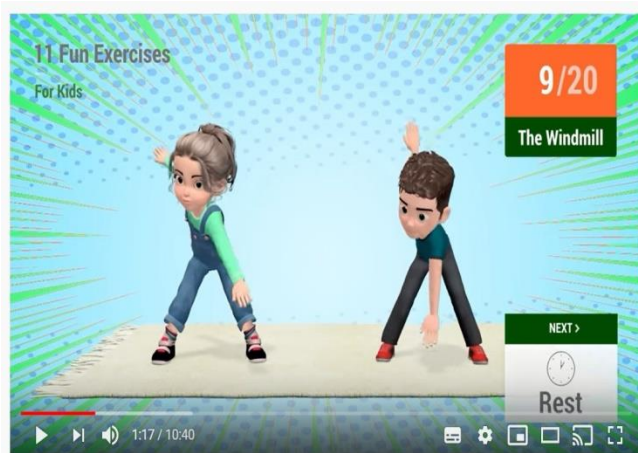 11 Fun Exercises
For Kids
9/20
The Windmill
NEXT >
Rest
1:17 / 10:40